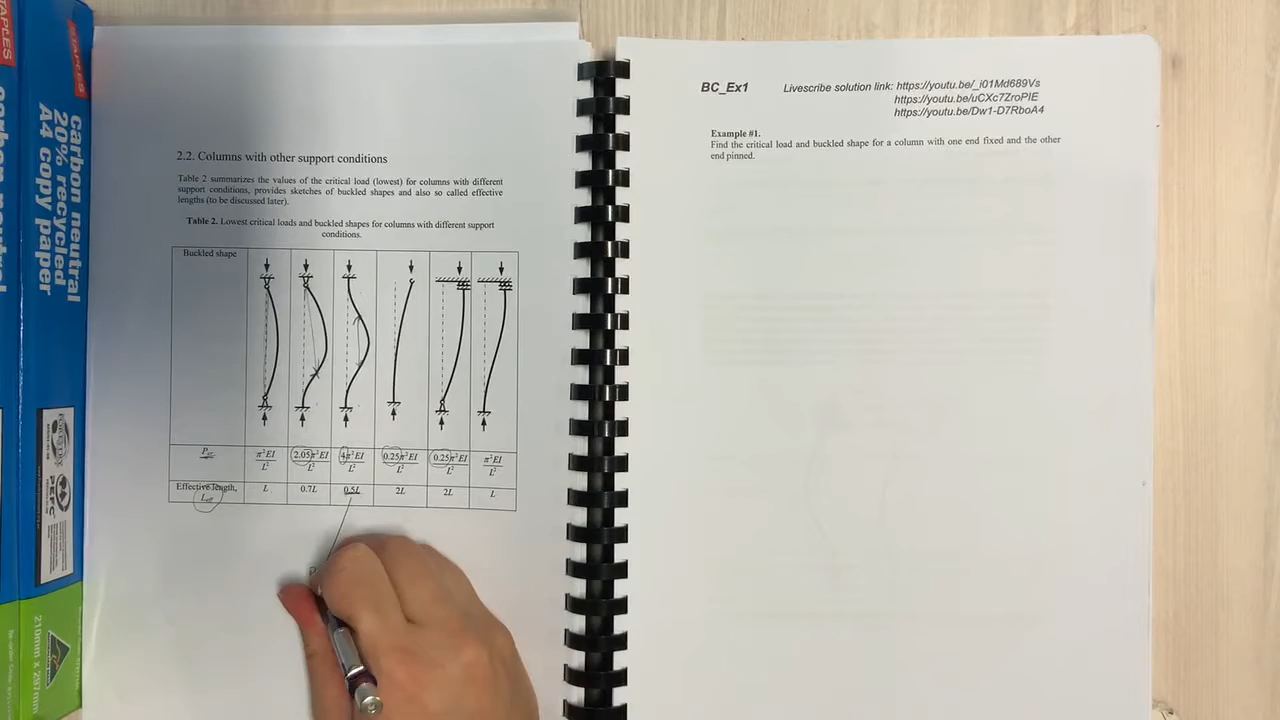 STAPLES
carbon neutral
20% recycled
A4 copy paper
210mm x 297mm
PEFC
2.2. Columns with other support conditions
Table 2 summarizes the values of the critical load (lowest) for columns with different
support conditions, provides sketches of buckled shapes and also so called effective
lengths (to be discussed later).
Table 2. Lowest critical loads and buckled shapes for columns with different support
conditions.
Buckled shape
P_cr π²EI/L² 2.05π²EI/L² 4π²EI/L² 0.25π²EI/L² 0.25π²EI/L² π²EI/L²
Effective length, L 0.7L 0.5L 2L 2L L
L_eff
BC_Ex1 Livescribe solution link: https://youtu.be/_i01Md689Vs
https://youtu.be/uCXc7ZroPIE
https://youtu.be/Dw1-D7RboA4
Example #1.
Find the critical load and buckled shape for a column with one end fixed and the other
end pinned.